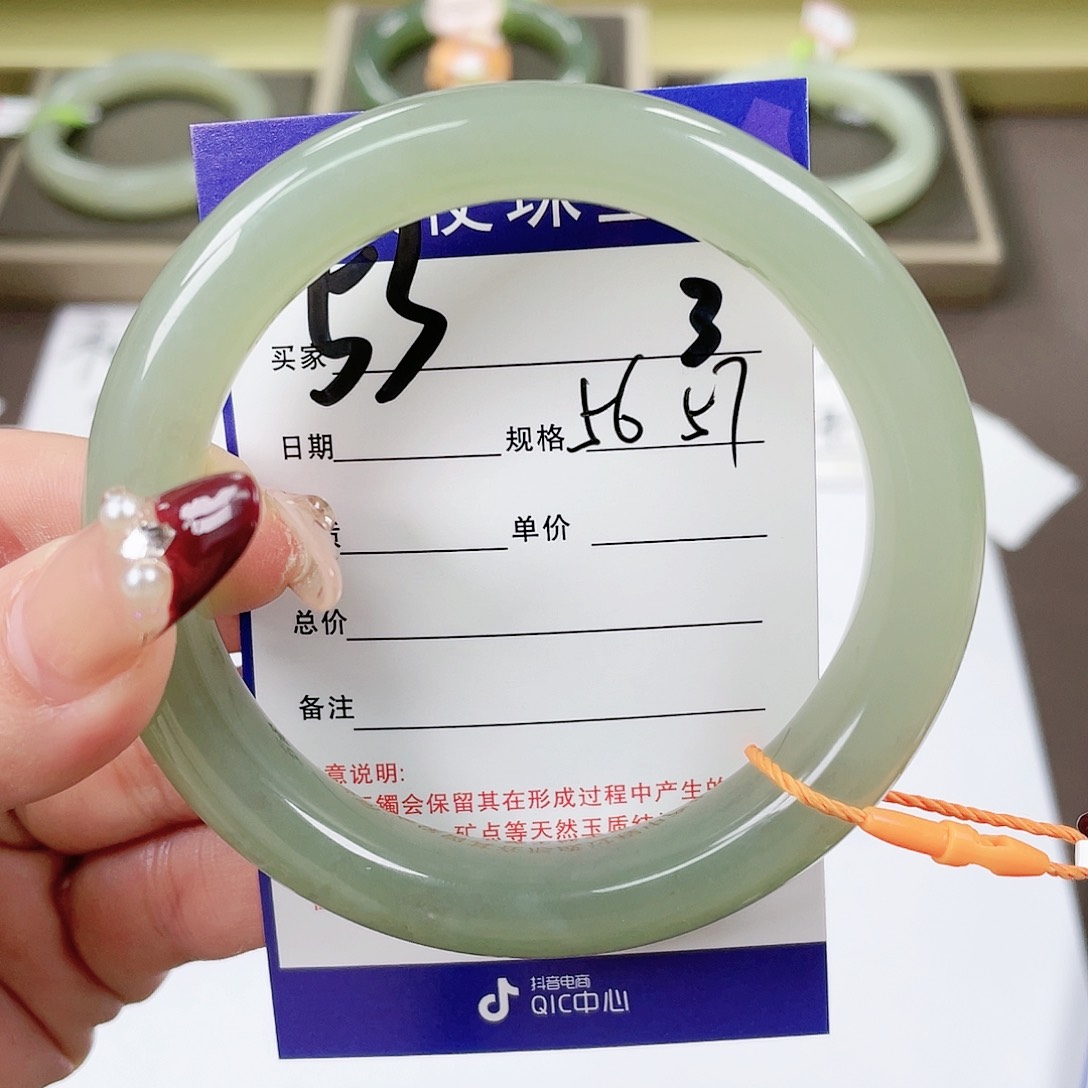 珠
55
3
买家
日期 规格 56 57
单价
总价
备注
意说明:
镯会保留其在形成过程中产生的
矿点等天然玉质结
抖音电商
QIC中心